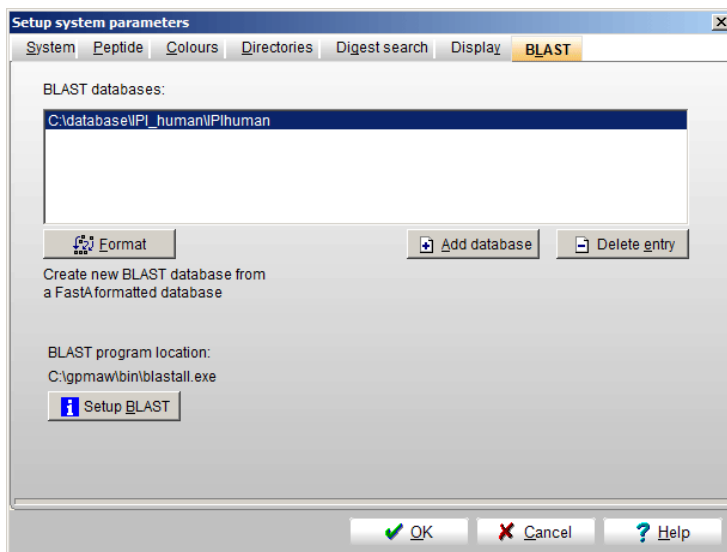 Setup system parameters
System Peptide Colours Directories Digest search Display BLAST
BLAST databases:
C:\database\IPI_human\IPIhuman
Format Add database Delete entry
Create new BLAST database from
a FastA formatted database
BLAST program location:
C:\gpmaw\bin\blastall.exe
Setup BLAST
OK Cancel Help